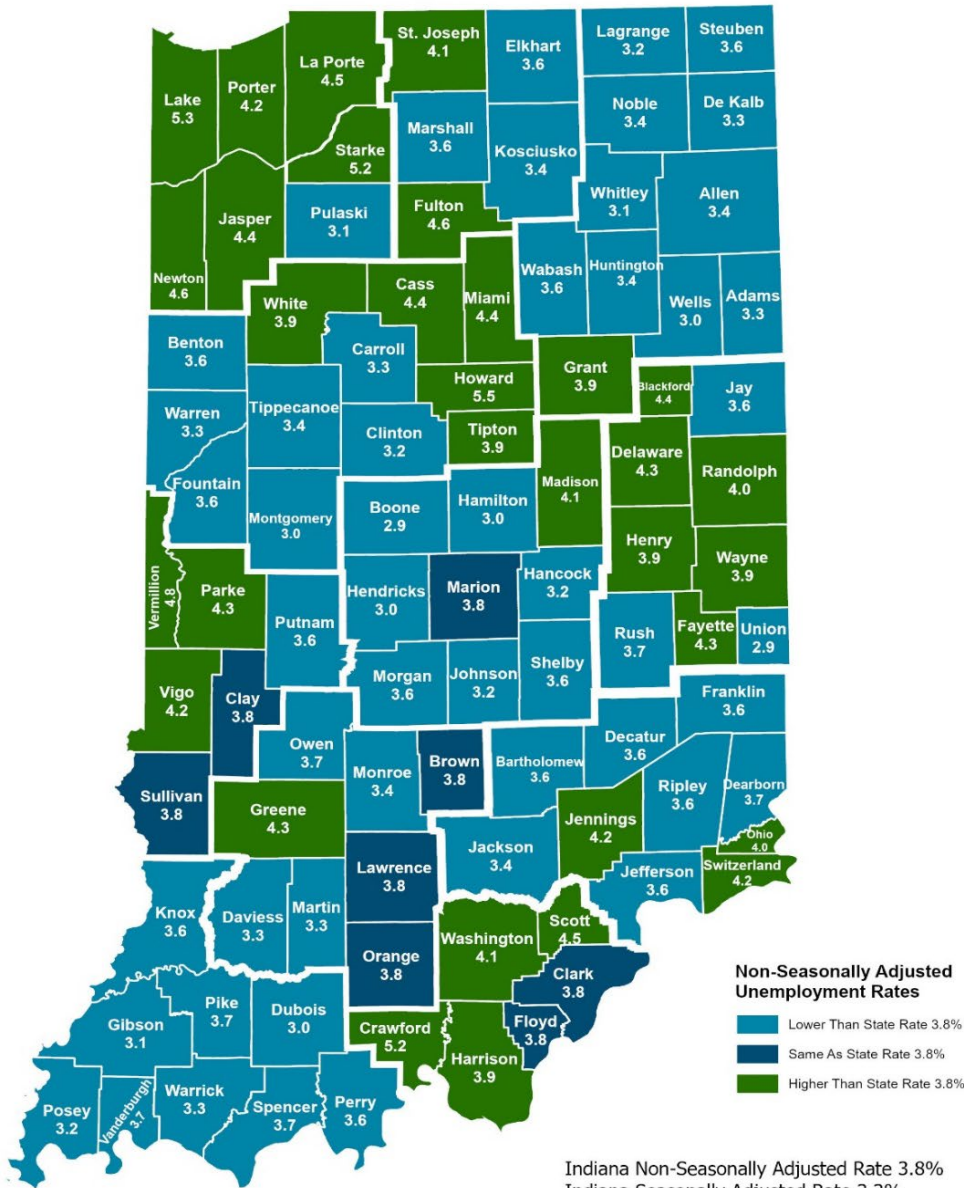 St. Joseph
4.1
Elkhart
3.6
Lagrange
3.2
Steuben
3.6
La Porte
4.5
Porter
4.2
Lake
5.3
Noble
3.4
De Kalb
3.3
Marshall
3.6
Kosciusko
3.4
Starke
5.2
Whitley
3.1
Allen
3.4
Pulaski
3.1
Fulton
4.6
Jasper
4.4
Newton
4.6
Wabash
3.6
Huntington
3.4
Wells
3.0
Adams
3.3
White
3.9
Cass
4.4
Miami
4.4
Benton
3.6
Carroll
3.3
Howard
5.5
Grant
3.9
Blackford
4.4
Jay
3.6
Warren
3.3
Tippecanoe
3.4
Clinton
3.2
Tipton
3.9
Delaware
4.3
Randolph
4.0
Fountain
3.6
Montgomery
3.0
Boone
2.9
Hamilton
3.0
Madison
4.1
Henry
3.9
Wayne
3.9
Vermillion
4.8
Parke
4.3
Putnam
3.6
Hendricks
3.0
Marion
3.8
Hancock
3.2
Rush
3.7
Fayette
4.3
Union
2.9
Vigo
4.2
Clay
3.8
Morgan
3.6
Johnson
3.2
Shelby
3.6
Franklin
3.6
Owen
3.7
Monroe
3.4
Brown
3.8
Bartholomew
3.6
Decatur
3.6
Ripley
3.6
Dearborn
3.7
Sullivan
3.8
Greene
4.3
Jennings
4.2
Ohio
4.0
Switzerland
4.2
Jackson
3.4
Jefferson
3.6
Lawrence
3.8
Knox
3.6
Daviess
3.3
Martin
3.3
Orange
3.8
Washington
4.1
Scott
4.5
Clark
3.8
Floyd
3.8
Gibson
3.1
Pike
3.7
Dubois
3.0
Crawford
5.2
Harrison
3.9
Posey
3.2
Vanderburgh
3.7
Warrick
3.3
Spencer
3.7
Perry
3.6
Non-Seasonally Adjusted
Unemployment Rates
Lower Than State Rate 3.8%
Same As State Rate 3.8%
Higher Than State Rate 3.8%
Indiana Non-Seasonally Adjusted Rate 3.8%